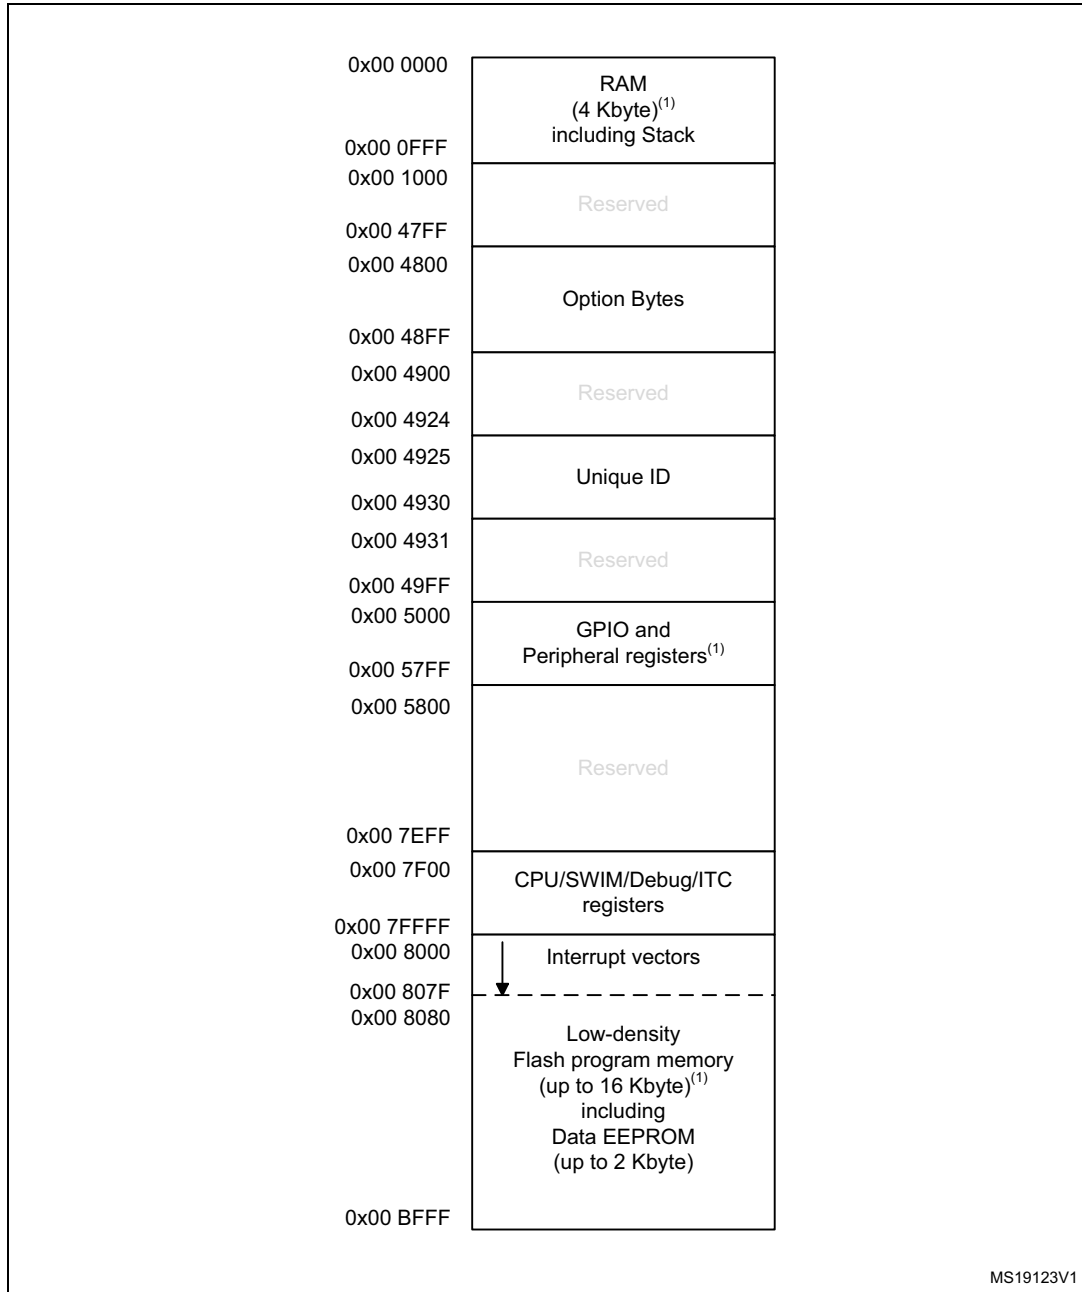 0x00 0000
RAM
(4 Kbyte)(1)
including Stack
0x00 0FFF
0x00 1000
Reserved
0x00 47FF
0x00 4800
Option Bytes
0x00 48FF
0x00 4900
Reserved
0x00 4924
0x00 4925
Unique ID
0x00 4930
0x00 4931
Reserved
0x00 49FF
0x00 5000
GPIO and
Peripheral registers(1)
0x00 57FF
0x00 5800
Reserved
0x00 7EFF
0x00 7F00
CPU/SWIM/Debug/ITC
registers
0x00 7FFFF
0x00 8000
Interrupt vectors
0x00 807F
0x00 8080
Low-density
Flash program memory
(up to 16 Kbyte)(1)
including
Data EEPROM
(up to 2 Kbyte)
0x00 BFFF
MS19123V1